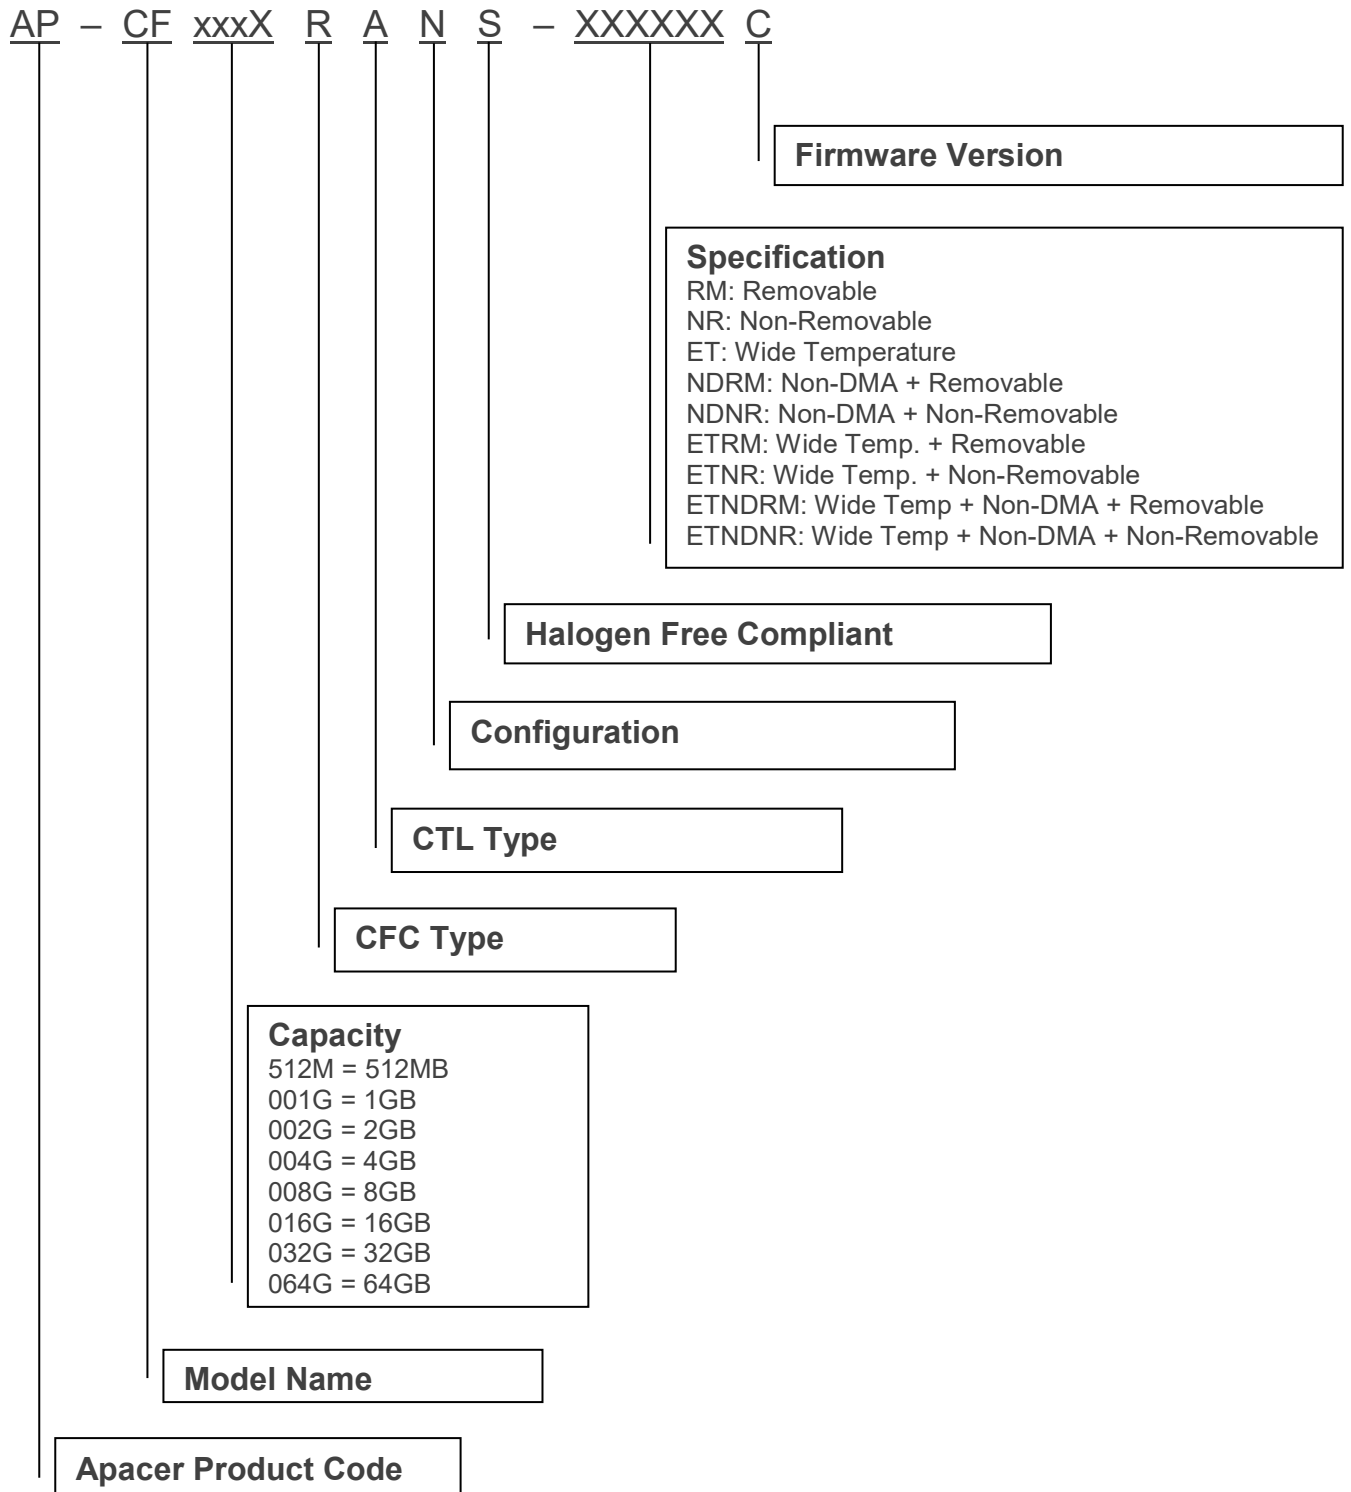 AP – CF xxxX R A N S – XXXXXX C
Firmware Version
Specification
RM: Removable
NR: Non-Removable
ET: Wide Temperature
NDRM: Non-DMA + Removable
NDNR: Non-DMA + Non-Removable
ETRM: Wide Temp. + Removable
ETNR: Wide Temp. + Non-Removable
ETNDRM: Wide Temp + Non-DMA + Removable
ETNDNR: Wide Temp + Non-DMA + Non-Removable
Halogen Free Compliant
Configuration
CTL Type
CFC Type
Capacity
512M = 512MB
001G = 1GB
002G = 2GB
004G = 4GB
008G = 8GB
016G = 16GB
032G = 32GB
064G = 64GB
Model Name
Apacer Product Code